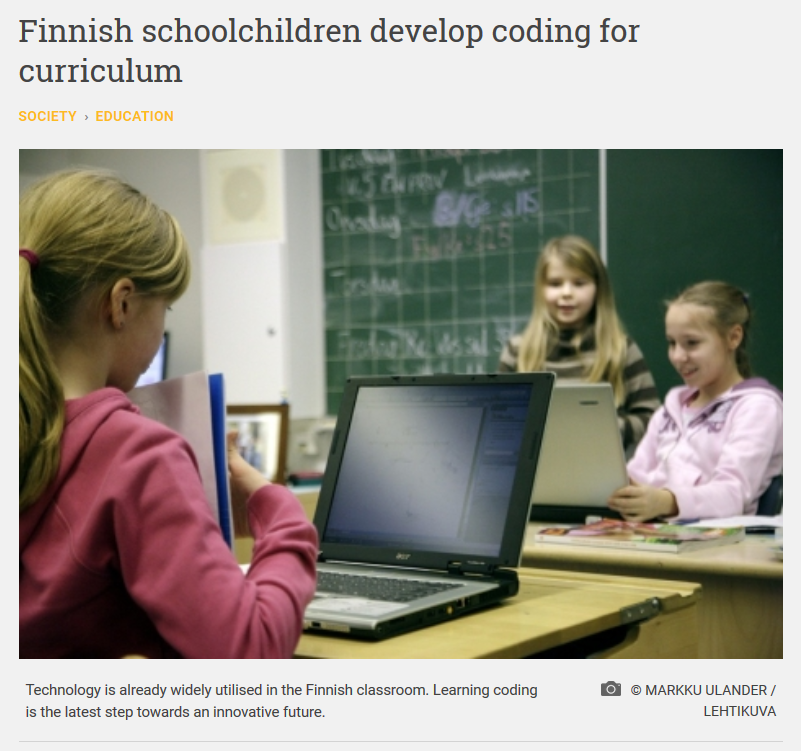 Finnish schoolchildren develop coding for
curriculum
SOCIETY › EDUCATION
acer
Technology is already widely utilised in the Finnish classroom. Learning coding
is the latest step towards an innovative future.
© MARKKU ULANDER /
LEHTIKUVA